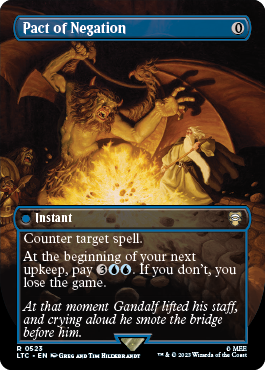 Pact of Negation 0
Instant
Counter target spell.
At the beginning of your next
upkeep, pay 3UU. If you don't, you
lose the game.
At that moment Gandalf lifted his staff,
and crying aloud he smote the bridge
before him.
R 0523
LTC • EN Greg and Tim Hildebrandt
© MEE
™ & © 2023 Wizards of the Coast